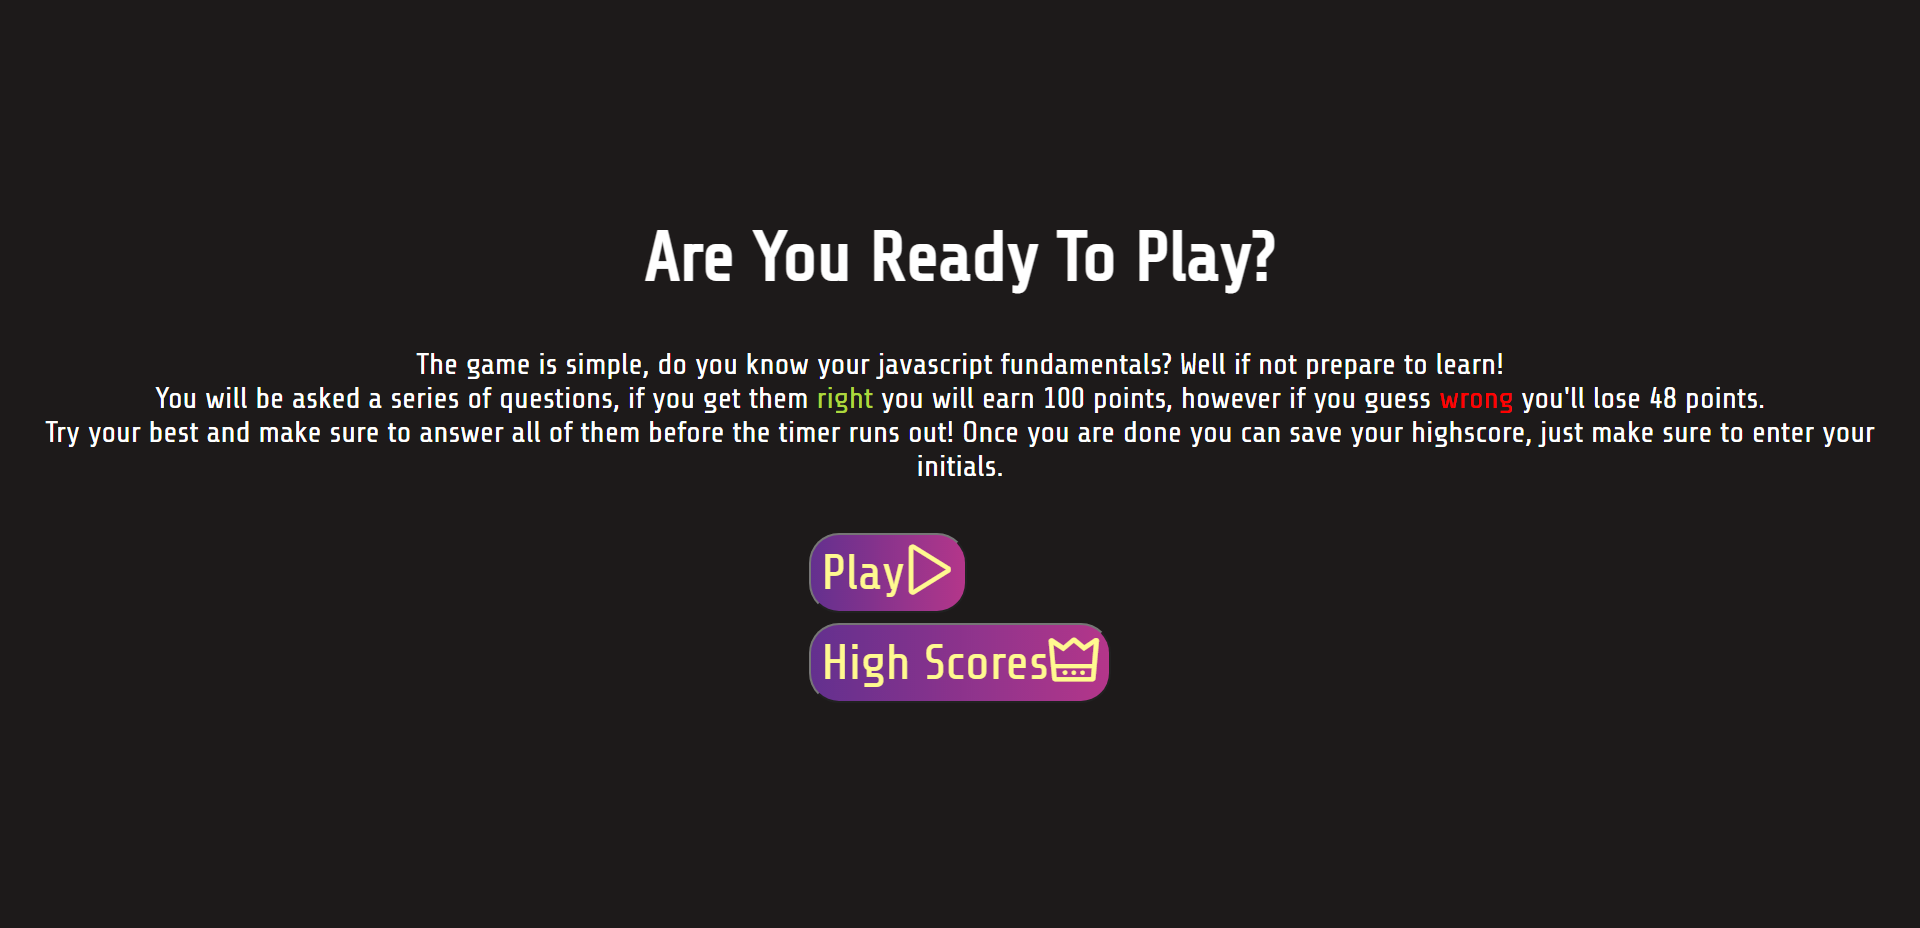 Are You Ready To Play?
The game is simple, do you know your javascript fundamentals? Well if not prepare to learn!
You will be asked a series of questions, if you get them right you will earn 100 points, however if you guess wrong you'll lose 48 points.
Try your best and make sure to answer all of them before the timer runs out! Once you are done you can save your highscore, just make sure to enter your
initials.
Play
High Scores